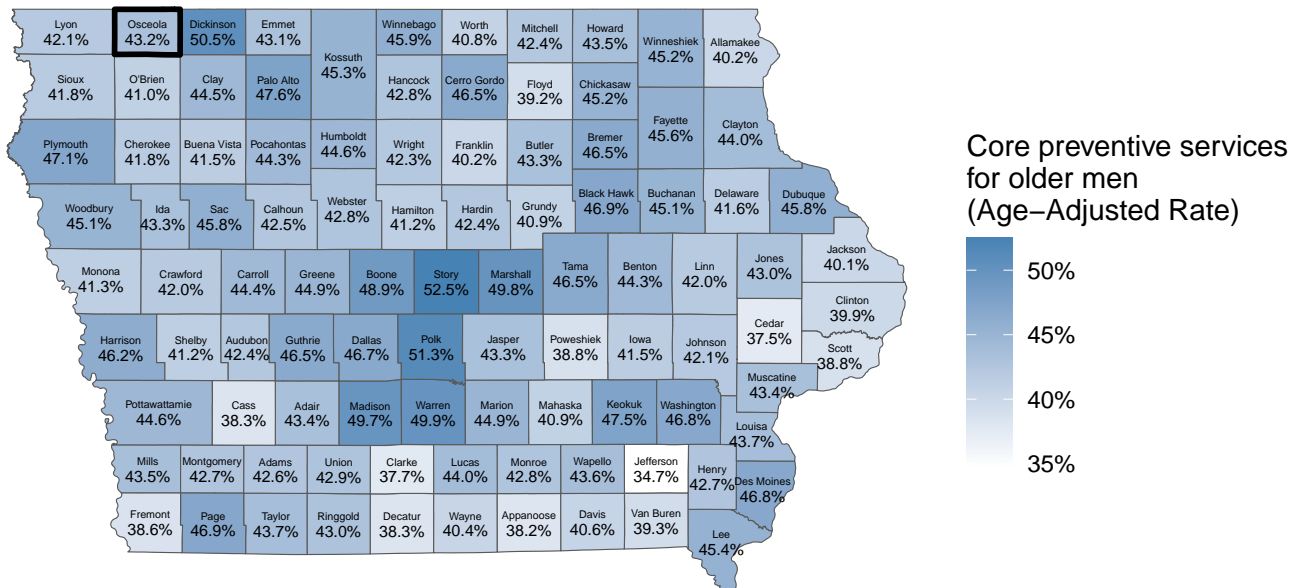 Lyon
42.1%
Osceola
43.2%
Dickinson
50.5%
Emmet
43.1%
Kossuth
45.3%
Winnebago
45.9%
Worth
40.8%
Mitchell
42.4%
Howard
43.5%
Winneshiek
45.2%
Allamakee
40.2%
Sioux
41.8%
O'Brien
41.0%
Clay
44.5%
Palo Alto
47.6%
Hancock
42.8%
Cerro Gordo
46.5%
Floyd
39.2%
Chickasaw
45.2%
Fayette
45.6%
Clayton
44.0%
Plymouth
47.1%
Cherokee
41.8%
Buena Vista
41.5%
Pocahontas
44.3%
Humboldt
44.6%
Wright
42.3%
Franklin
40.2%
Butler
43.3%
Bremer
46.5%
Woodbury
45.1%
Ida
43.3%
Sac
45.8%
Calhoun
42.5%
Webster
42.8%
Hamilton
41.2%
Hardin
42.4%
Grundy
40.9%
Black Hawk
46.9%
Buchanan
45.1%
Delaware
41.6%
Dubuque
45.8%
Monona
41.3%
Crawford
42.0%
Carroll
44.4%
Greene
44.9%
Boone
48.9%
Story
52.5%
Marshall
49.8%
Tama
46.5%
Benton
44.3%
Linn
42.0%
Jones
43.0%
Jackson
40.1%
Clinton
39.9%
Harrison
46.2%
Shelby
41.2%
Audubon
42.4%
Guthrie
46.5%
Dallas
46.7%
Polk
51.3%
Jasper
43.3%
Poweshiek
38.8%
Iowa
41.5%
Johnson
42.1%
Cedar
37.5%
Scott
38.8%
Muscatine
43.4%
Pottawattamie
44.6%
Cass
38.3%
Adair
43.4%
Madison
49.7%
Warren
49.9%
Marion
44.9%
Mahaska
40.9%
Keokuk
47.5%
Washington
46.8%
Louisa
43.7%
Mills
43.5%
Montgomery
42.7%
Adams
42.6%
Union
42.9%
Clarke
37.7%
Lucas
44.0%
Monroe
42.8%
Wapello
43.6%
Jefferson
34.7%
Henry
42.7%
Des Moines
46.8%
Fremont
38.6%
Page
46.9%
Taylor
43.7%
Ringgold
43.0%
Decatur
38.3%
Wayne
40.4%
Appanoose
38.2%
Davis
40.6%
Van Buren
39.3%
Lee
45.4%
Core preventive services
for older men
(Age−Adjusted Rate)
50%
45%
40%
35%